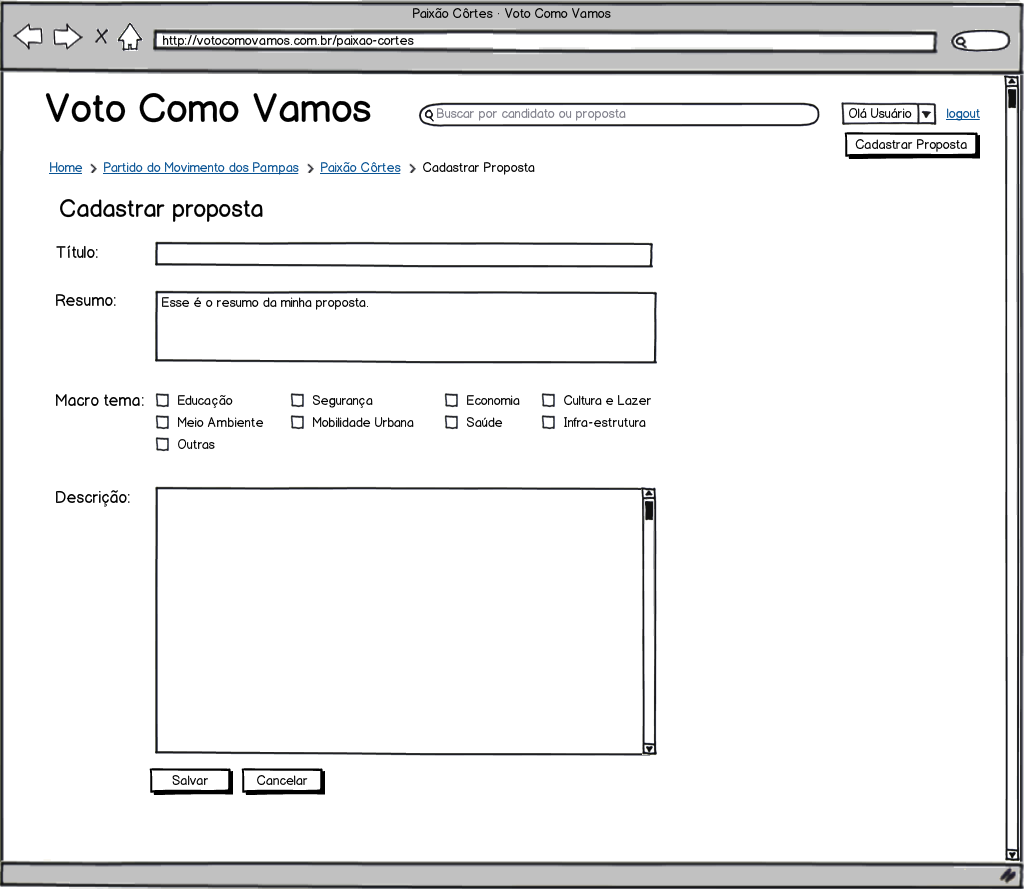 Paixão Côrtes · Voto Como Vamos
http://votocomovamos.com.br/paixao-cortes
Voto Como Vamos
Buscar por candidato ou proposta
Olá Usuário
logout
Cadastrar Proposta
Home > Partido do Movimento dos Pampas > Paixão Côrtes > Cadastrar Proposta
Cadastrar proposta
Título:
Resumo:
Esse é o resumo da minha proposta.
Macro tema:
Educação Segurança Economia Cultura e Lazer
Meio Ambiente Mobilidade Urbana Saúde Infra-estrutura
Outras
Descrição:
Salvar Cancelar